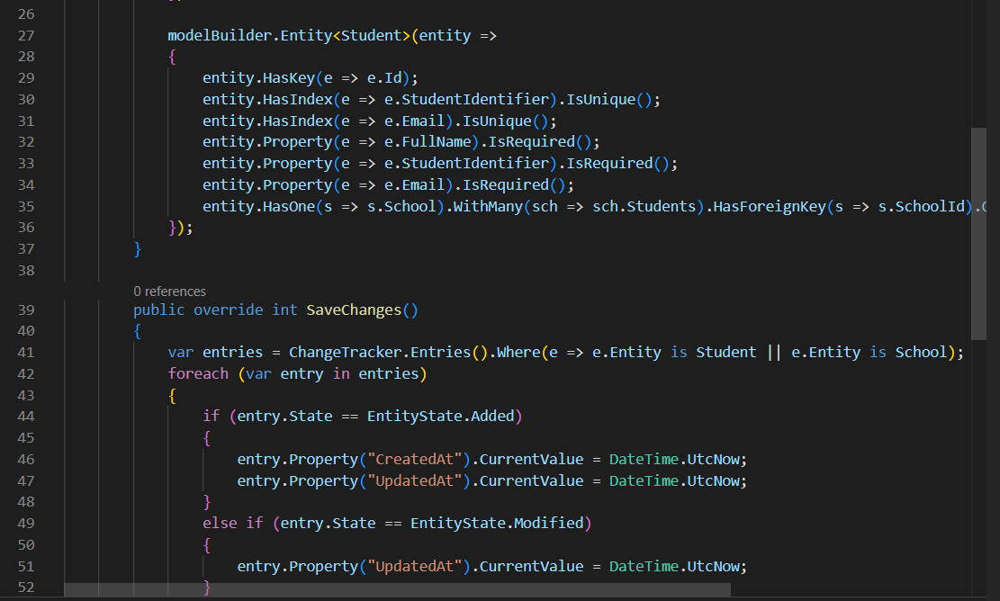 26
27 modelBuilder.Entity<Student>(entity =>
28 {
29 entity.HasKey(e => e.Id);
30 entity.HasIndex(e => e.StudentIdentifier).IsUnique();
31 entity.HasIndex(e => e.Email).IsUnique();
32 entity.Property(e => e.FullName).IsRequired();
33 entity.Property(e => e.StudentIdentifier).IsRequired();
34 entity.Property(e => e.Email).IsRequired();
35 entity.HasOne(s => s.School).WithMany(sch => sch.Students).HasForeignKey(s => s.SchoolId).
36 });
37 }
38
0 references
39 public override int SaveChanges()
40 {
41 var entries = ChangeTracker.Entries().Where(e => e.Entity is Student || e.Entity is School);
42 foreach (var entry in entries)
43 {
44 if (entry.State == EntityState.Added)
45 {
46 entry.Property("CreatedAt").CurrentValue = DateTime.UtcNow;
47 entry.Property("UpdatedAt").CurrentValue = DateTime.UtcNow;
48 }
49 else if (entry.State == EntityState.Modified)
50 {
51 entry.Property("UpdatedAt").CurrentValue = DateTime.UtcNow;
52 }